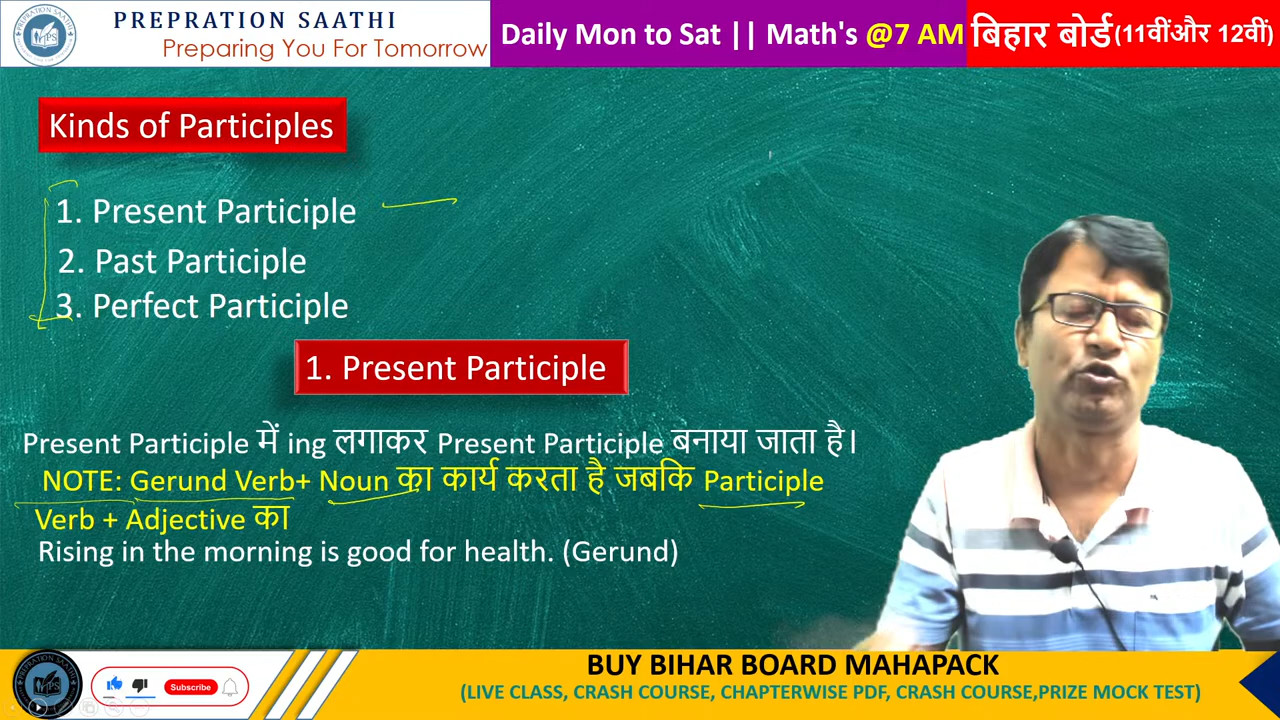 PREPRATION SAATHI
Preparing You For Tomorrow
Daily Mon to Sat || Math's @7 AM
बिहार बोर्ड(11वींऔर 12वीं)
Kinds of Participles
1. Present Participle
2. Past Participle
3. Perfect Participle
1. Present Participle
Present Participle में ing लगाकर Present Participle बनाया जाता है।
NOTE: Gerund Verb+ Noun का कार्य करता है जबकि Participle
Verb + Adjective का
Rising in the morning is good for health. (Gerund)
BUY BIHAR BOARD MAHAPACK
(LIVE CLASS, CRASH COURSE, CHAPTERWISE PDF, CRASH COURSE,PRIZE MOCK TEST)
Subscribe